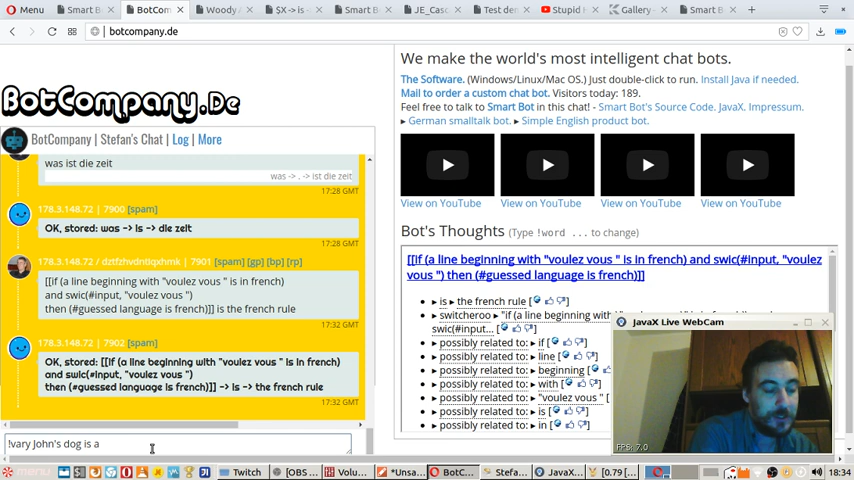 Menu
Smart B
BotCom
Woody A
SX -> is -
Smart B
JE_Casc
Test der
Stupid H
Gallery -
Smart B
botcompany.de
BotCompany.De
BotCompany | Stefan's Chat | Log | More
was ist die zeit
was -> . -> ist die zeit
17:28 GMT
178.3.148.72 | 7900 [spam]
OK, stored: was -> is -> die zeit
17:28 GMT
178.3.148.72 / dztfzhvdntiqxhmk | 7901 [spam] [gp] [bp] [rp]
[[if (a line beginning with "voulez vous " is in french)
and swic(#input, "voulez vous ")
then (#guessed language is french)]] is the french rule
17:32 GMT
178.3.148.72 | 7902 [spam]
OK, stored: [[if (a line beginning with "voulez vous " is in french)
and swic(#input, "voulez vous ")
then (#guessed language is french)]] -> is -> the french rule
17:32 GMT
!vary John's dog is a
We make the world's most intelligent chat bots.
The Software. (Windows/Linux/Mac OS.) Just double-click to run. Install Java if needed.
Mail to order a custom chat bot. Visitors today: 189.
Feel free to talk to Smart Bot in this chat! - Smart Bot's Source Code. JavaX. Impressum.
▸ German smalltalk bot. ▸ Simple English product bot.
View on YouTube
View on YouTube
View on YouTube
View on YouTube
Bot's Thoughts (Type !word ... to change)
[[if (a line beginning with "voulez vous " is in french) and swic(#input, "voulez
vous ") then (#guessed language is french)]]
is ▸ the french rule [
switcheroo ▸ "if (a line beginning
swic(#input...
possibly related to: ▸ if
possibly related to: ▸ line
possibly related to: ▸ beginning
possibly related to: ▸ with
possibly related to: ▸ "voulez vous " [
possibly related to: ▸ is
possibly related to: ▸ in
JavaX Live WebCam
FPS: 7.0
menu
Twitch
[OBS
Volu
*Unsa
BotC
Stefa
JavaX
[0.79 [
18:34